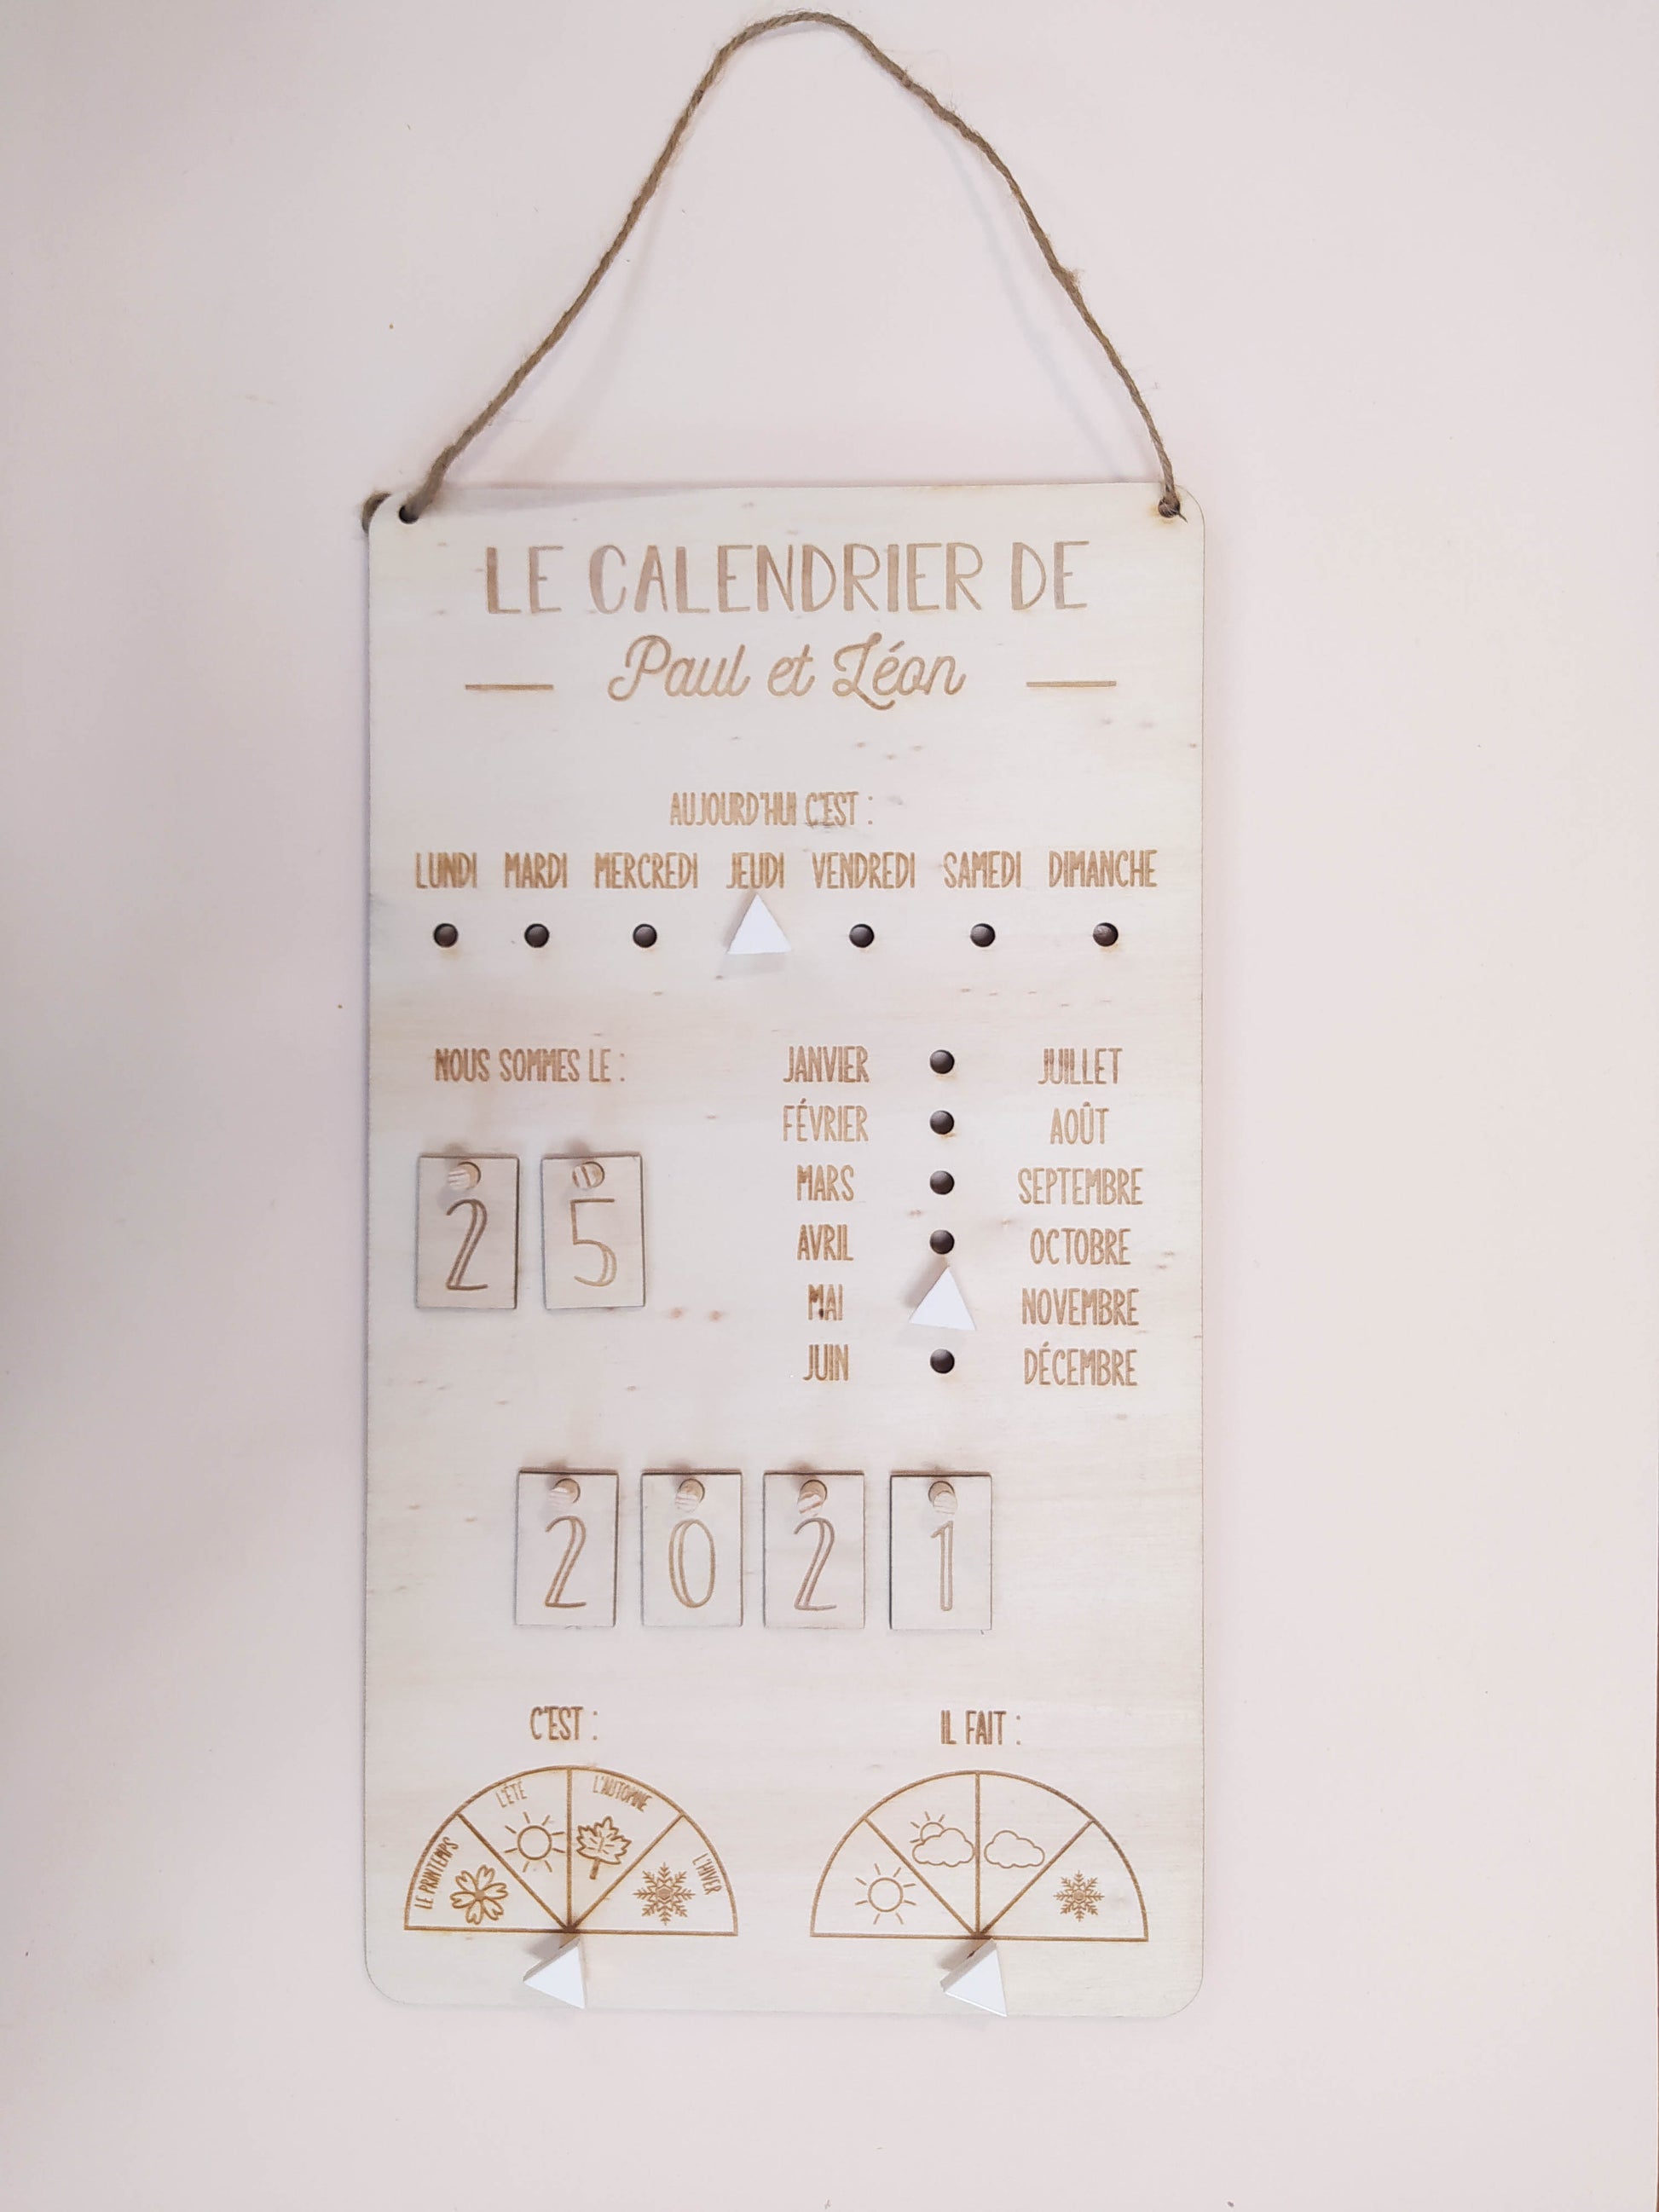 LE CALENDRIER DE
Paul et Léon
AUJOURD'HUI C'EST :
LUNDI MARDI MERCREDI JEUDI VENDREDI SAMEDI DIMANCHE
NOUS SOMMES LE :
25
JANVIER JUILLET
FÉVRIER AOÛT
MARS SEPTEMBRE
AVRIL OCTOBRE
MAI NOVEMBRE
JUIN DÉCEMBRE
2021
C'EST :
LE PRINTEMPS
L'ÉTÉ
L'AUTOMNE
L'HIVER
IL FAIT :